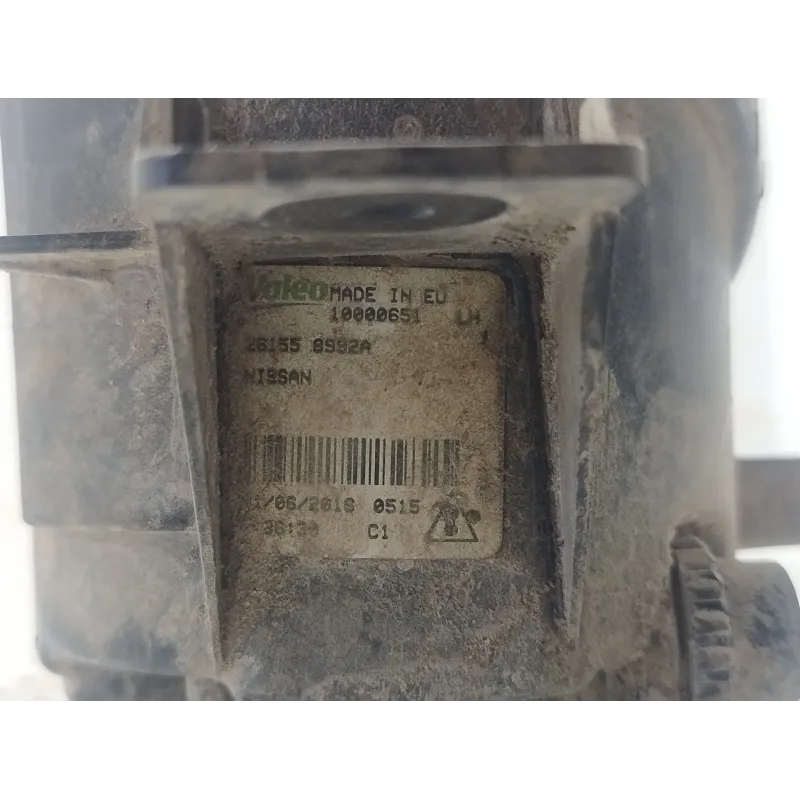 Valeo MADE IN EU
10000651 LH
26155 8992A
NISSAN
/06/2016 0515
C1